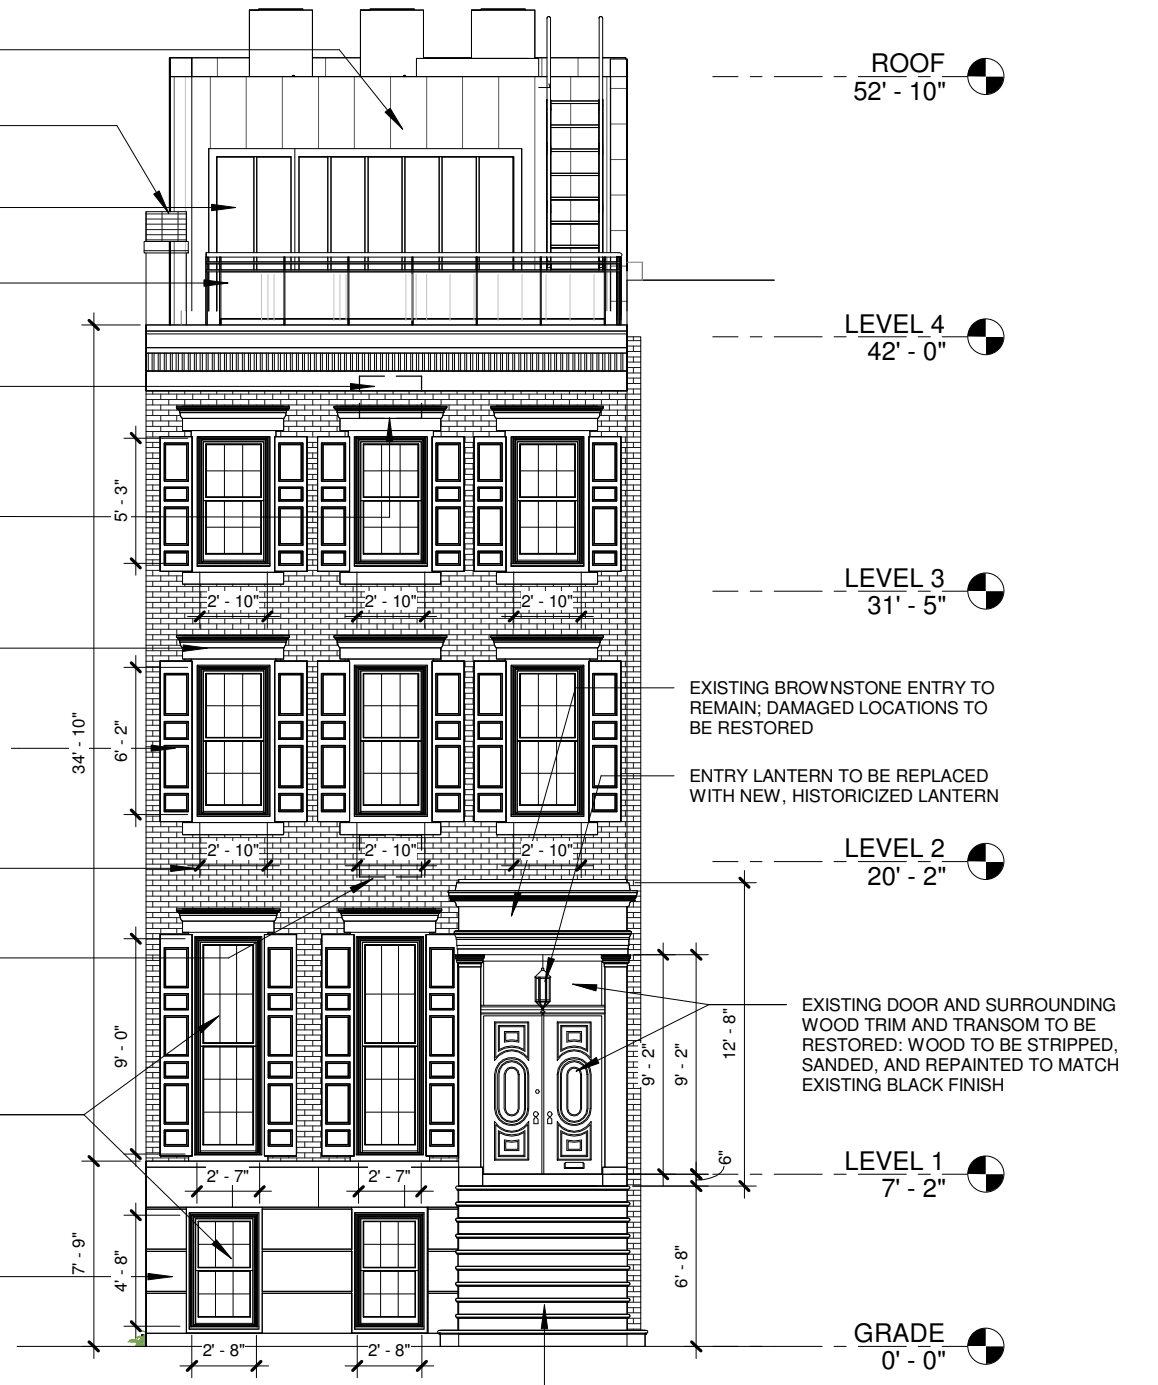 ROOF
52' - 10"
LEVEL 4
42' - 0"
5' - 3"
LEVEL 3
31' - 5"
2' - 10"
2' - 10"
2' - 10"
34' - 10"
6' - 2"
EXISTING BROWNSTONE ENTRY TO
REMAIN; DAMAGED LOCATIONS TO
BE RESTORED
ENTRY LANTERN TO BE REPLACED
WITH NEW, HISTORICIZED LANTERN
2' - 10"
2' - 10"
2' - 10"
LEVEL 2
20' - 2"
9' - 0"
9' - 2"
9' - 2"
12' - 8"
EXISTING DOOR AND SURROUNDING
WOOD TRIM AND TRANSOM TO BE
RESTORED: WOOD TO BE STRIPPED,
SANDED, AND REPAINTED TO MATCH
EXISTING BLACK FINISH
6"
LEVEL 1
7' - 2"
2' - 7"
2' - 7"
7' - 9"
4' - 8"
6' - 8"
2' - 8"
2' - 8"
GRADE
0' - 0"